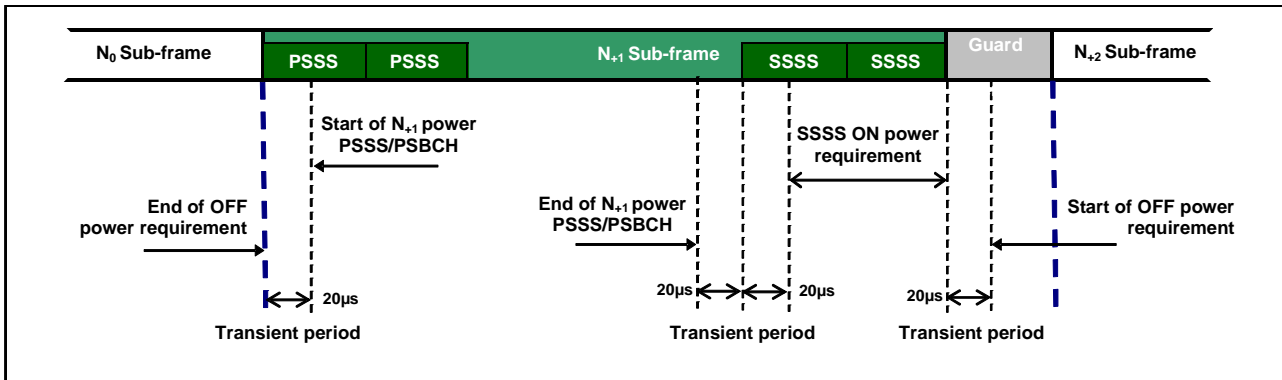 N₀ Sub-frame
PSSS
PSSS
N₊₁ Sub-frame
SSSS
SSSS
Guard
N₊₂ Sub-frame
Start of N₊₁ power
PSSS/PSBCH
SSSS ON power
requirement
End of OFF
power requirement
End of N₊₁ power
PSSS/PSBCH
Start of OFF power
requirement
20µs
20µs
20µs
20µs
Transient period
Transient period
Transient period